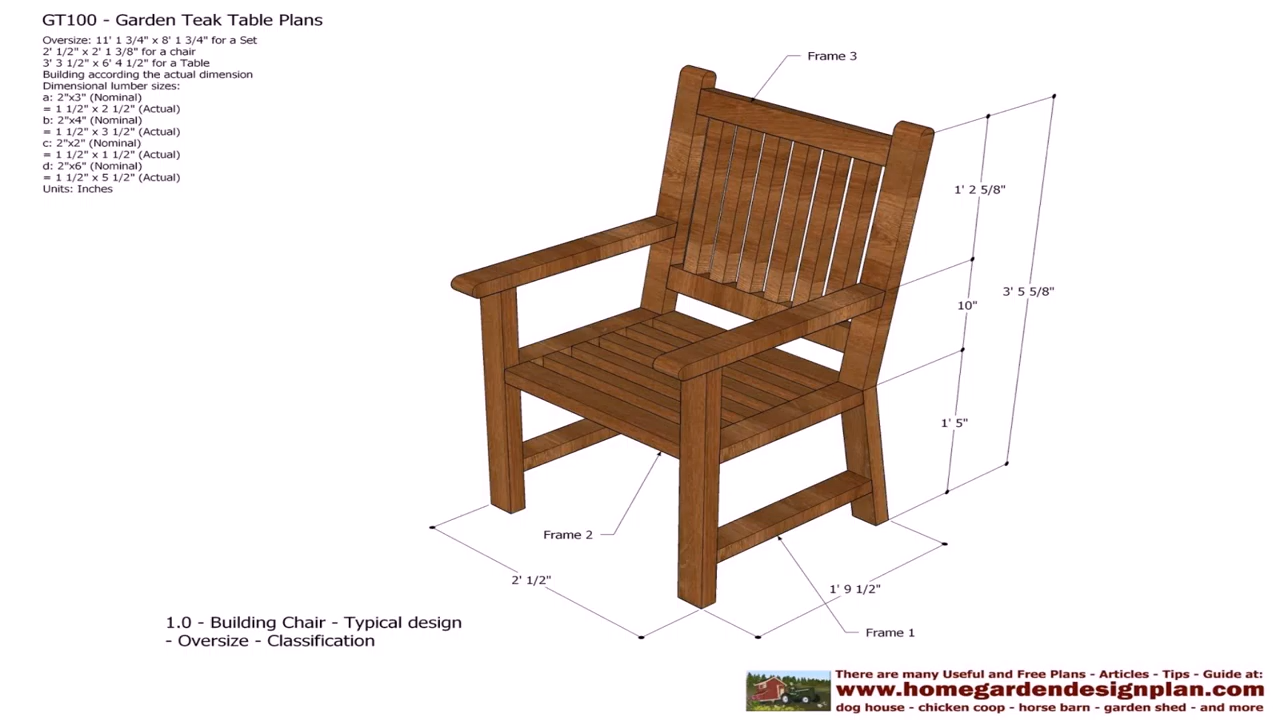 GT100 - Garden Teak Table Plans
Oversize: 11' 1 3/4" x 8' 1 3/4" for a Set
2' 1/2" x 2' 1 3/8" for a chair
3' 3 1/2" x 6' 4 1/2" for a Table
Building according the actual dimension
Dimensional lumber sizes:
a: 2"x3" (Nominal)
= 1 1/2" x 2 1/2" (Actual)
b: 2"x4" (Nominal)
= 1 1/2" x 3 1/2" (Actual)
c: 2"x2" (Nominal)
= 1 1/2" x 1 1/2" (Actual)
d: 2"x6" (Nominal)
= 1 1/2" x 5 1/2" (Actual)
Units: Inches
Frame 3
1' 2 5/8"
3' 5 5/8"
10"
1' 5"
Frame 2
2' 1/2"
1' 9 1/2"
Frame 1
1.0 - Building Chair - Typical design
- Oversize - Classification
There are many Useful and Free Plans - Articles - Tips - Guide at:
www.homegardendesignplan.com
dog house - chicken coop - horse barn - garden shed - and more